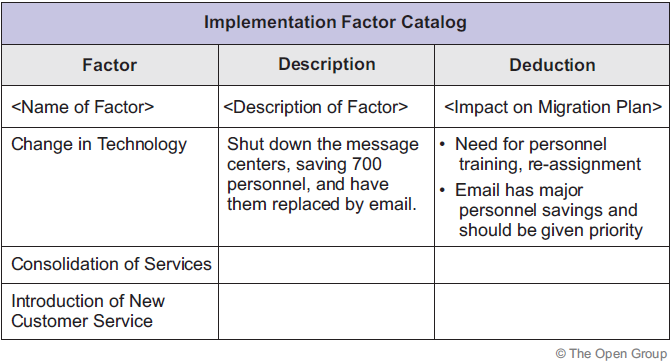 Implementation Factor Catalog
Factor
Description
Deduction
<Name of Factor>
<Description of Factor>
<Impact on Migration Plan>
Change in Technology
Shut down the message
centers, saving 700
personnel, and have
them replaced by email.
• Need for personnel
training, re-assignment
• Email has major
personnel savings and
should be given priority
Consolidation of Services
Introduction of New
Customer Service
© The Open Group